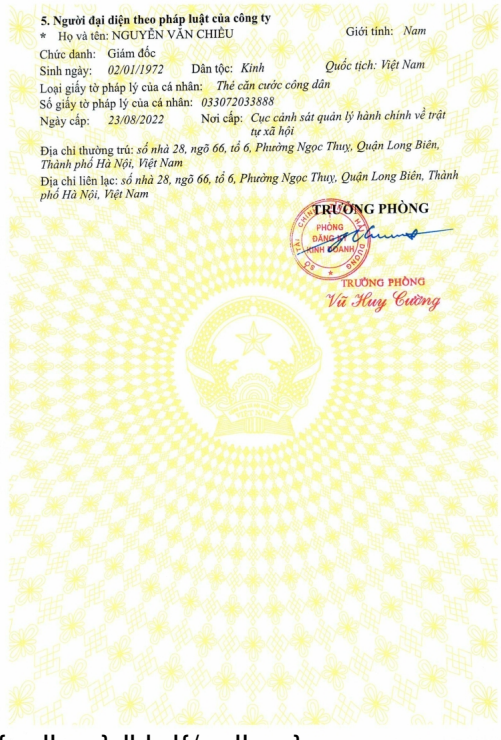 5. Người đại diện theo pháp luật của công ty
* Họ và tên: NGUYỄN VĂN CHIẾU Giới tính: Nam
Chức danh: Giám đốc
Sinh ngày: 02/01/1972 Dân tộc: Kinh Quốc tịch: Việt Nam
Loại giấy tờ pháp lý của cá nhân: Thẻ căn cước công dân
Số giấy tờ pháp lý của cá nhân: 033072033888
Ngày cấp: 23/08/2022 Nơi cấp: Cục cảnh sát quản lý hành chính về trật
tự xã hội
Địa chỉ thường trú: số nhà 28, ngõ 66, tổ 6, Phường Ngọc Thuỵ, Quận Long Biên,
Thành phố Hà Nội, Việt Nam
Địa chỉ liên lạc: số nhà 28, ngõ 66, tổ 6, Phường Ngọc Thuỵ, Quận Long Biên, Thành
phố Hà Nội, Việt Nam
TRƯỞNG PHÒNG
PHÒNG
ĐĂNG KÝ
KINH DOANH
TRƯỞNG PHÒNG
Vũ Huy Cường